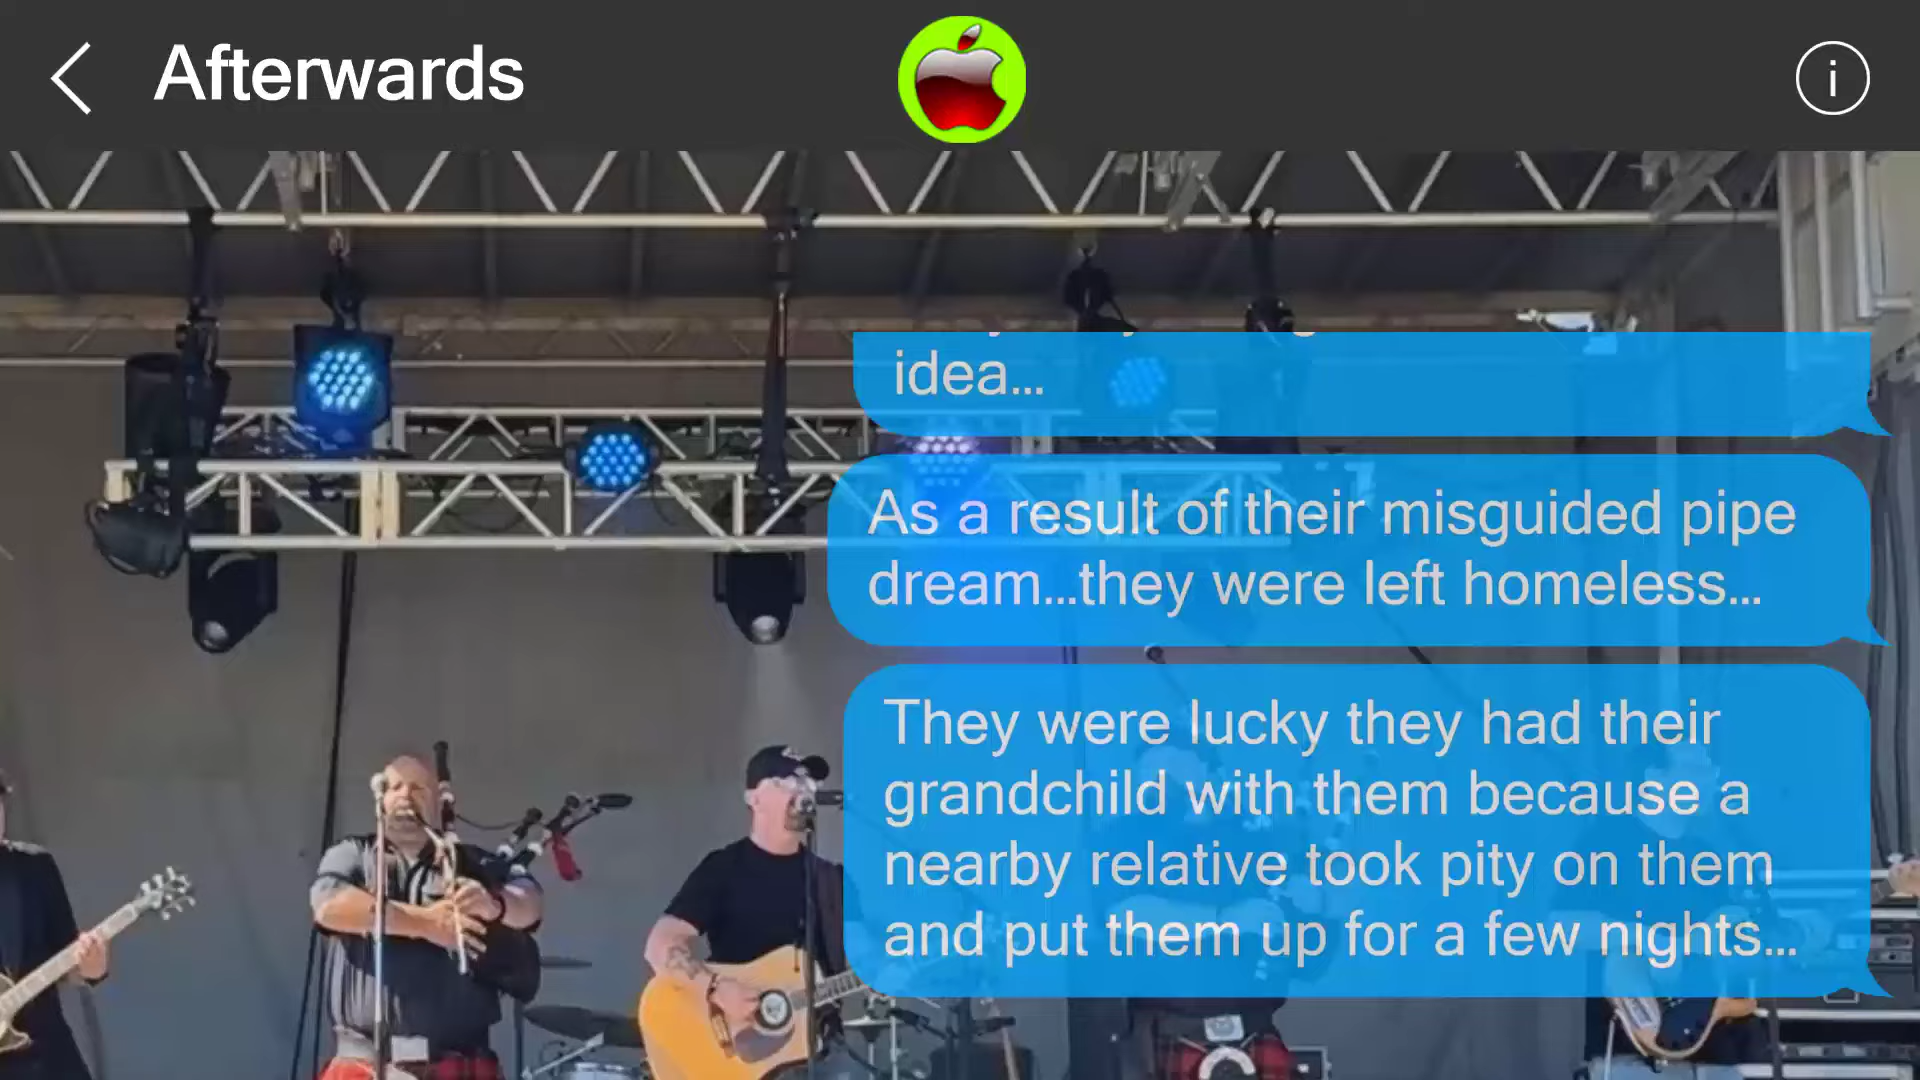 Afterwards
idea...
As a result of their misguided pipe
dream...they were left homeless...
They were lucky they had their
grandchild with them because a
nearby relative took pity on them
and put them up for a few nights...